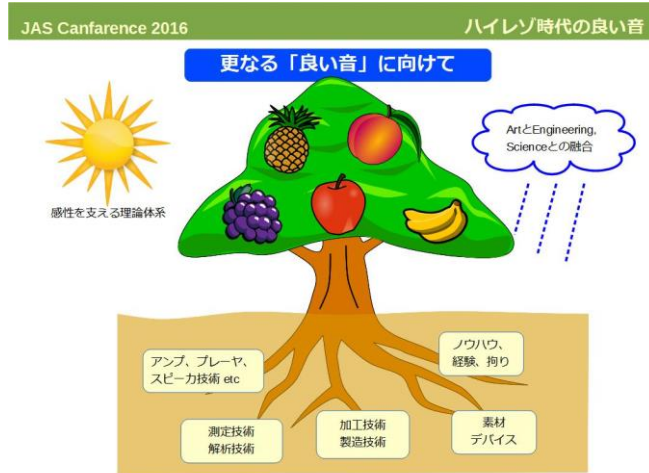 JAS Canfarence 2016
ハイレゾ時代の良い音
更なる「良い音」に向けて
感性を支える理論体系
ArtとEngineering,
Scienceとの融合
アンプ、プレーヤ、
スピーカ技術 etc
ノウハウ、
経験、拘り
測定技術
解析技術
加工技術
製造技術
素材
デバイス